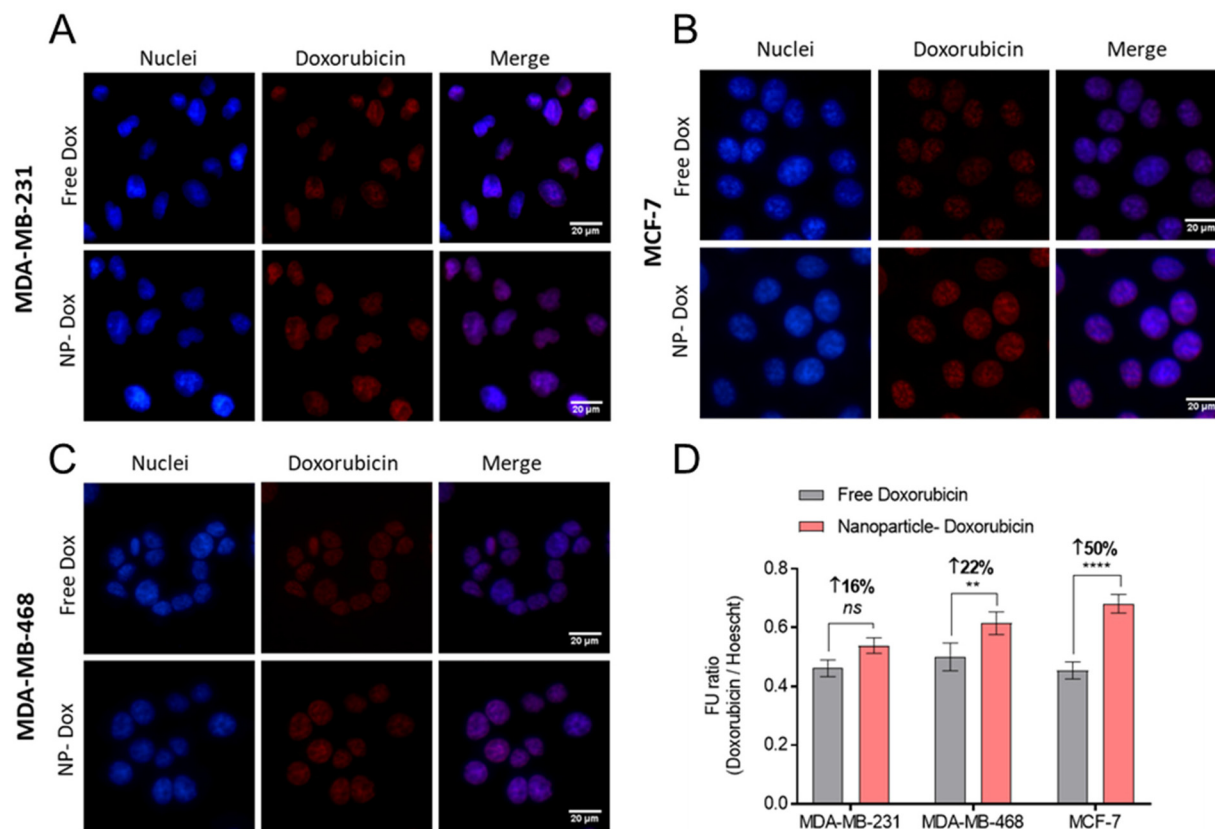 A
Nuclei Doxorubicin Merge
MDA-MB-231
Free Dox
20 µm
NP- Dox
20 µm
B
Nuclei Doxorubicin Merge
MCF-7
Free Dox
20 µm
NP- Dox
20 µm
C
Nuclei Doxorubicin Merge
MDA-MB-468
Free Dox
20 µm
NP- Dox
20 µm
D
Free Doxorubicin
Nanoparticle- Doxorubicin
FU ratio
(Doxorubicin / Hoescht)
0.8
0.6
0.4
0.2
0.0
↑16%
ns
↑22%
**
↑50%
****
MDA-MB-231 MDA-MB-468 MCF-7